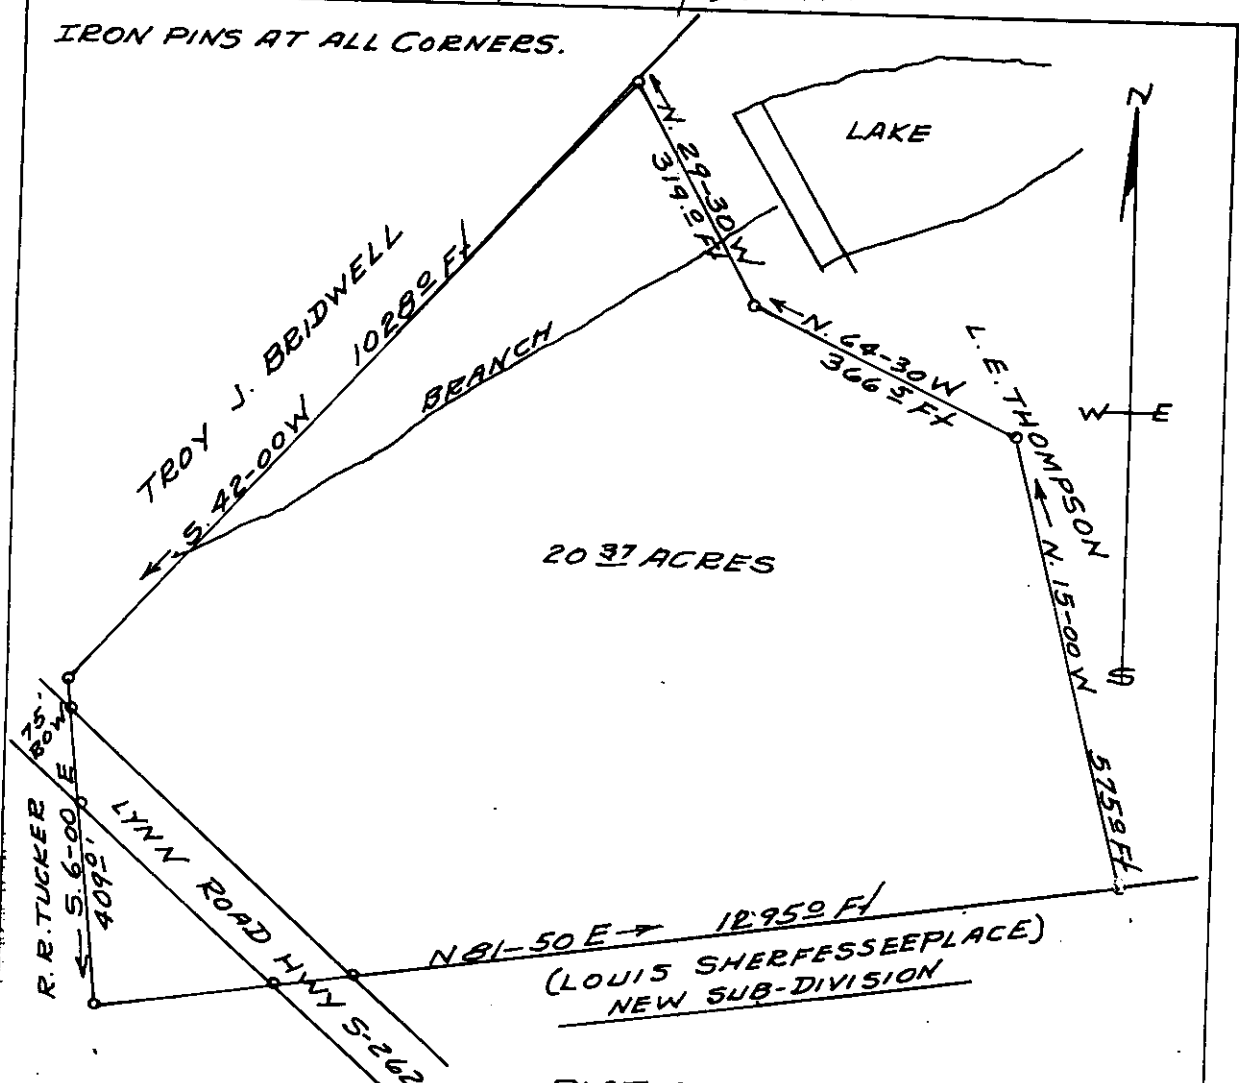 IRON PINS AT ALL CORNERS.
N
LAKE
N. 29-30 W
319.0 Ft
TROY J. BRIDWELL
1028.0 Ft
S. 42-00 W
BRANCH
N. 64-30 W
366.5 Ft
L. E. THOMPSON
W E
S
N. 15-00 W
575.0 Ft
20.37 ACRES
75'
R.R. TUCKER
S. 6-00 E
409.0'
LYNN ROAD HWY S-262
N 81-50 E 1295.0 Ft
(LOUIS SHERFESSEE PLACE)
NEW SUB-DIVISION